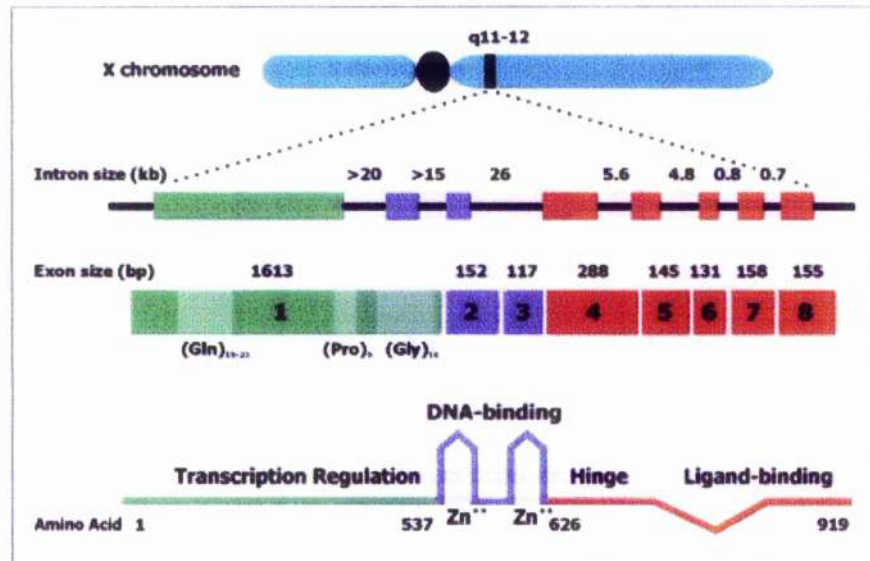 q11-12
X chromosome
Intron size (kb) >20 >15 26 5.6 4.8 0.8 0.7
Exon size (bp) 1613 152 117 288 145 131 158 155
1 2 3 4 5 6 7 8
(Gln) (Pro) (Gly)
DNA-binding
Transcription Regulation Hinge Ligand-binding
Amino Acid 1 537 Zn⁺⁺ Zn⁺⁺ 626 919